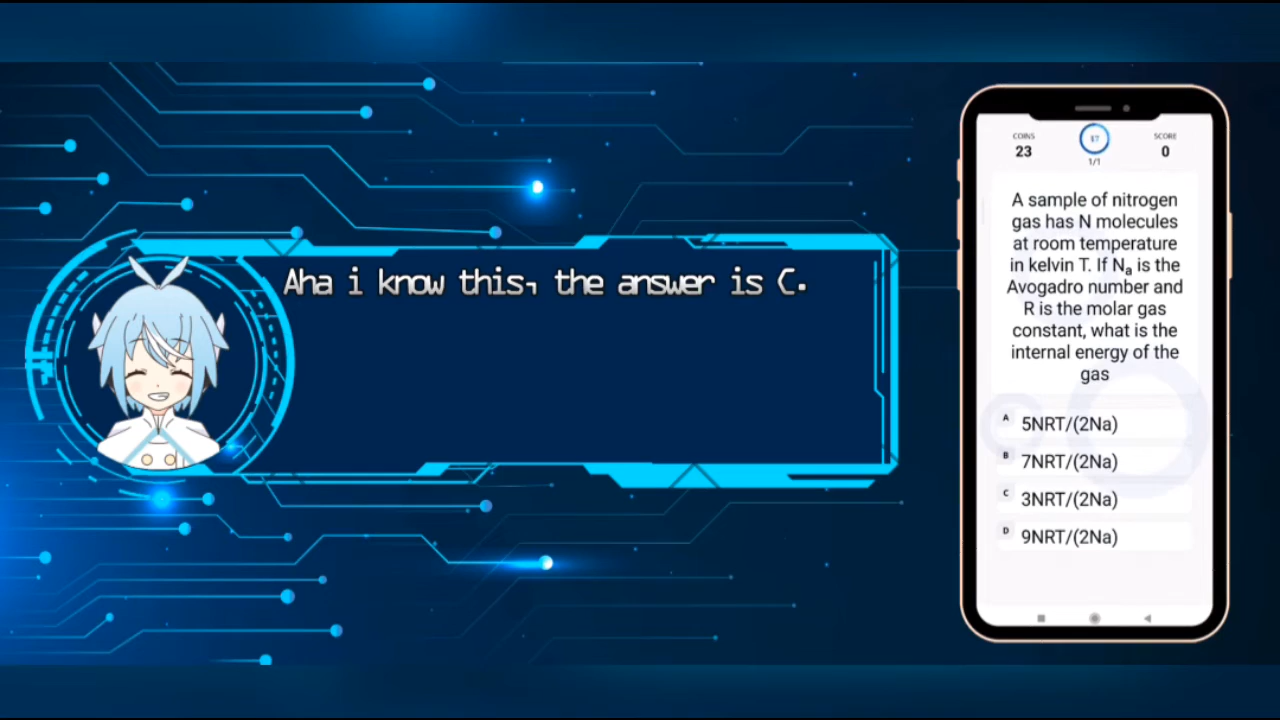 Aha i know this, the answer is C.
COINS
23
17
1/1
SCORE
0
A sample of nitrogen
gas has N molecules
at room temperature
in kelvin T. If Nₐ is the
Avogadro number and
R is the molar gas
constant, what is the
internal energy of the
gas
A 5NRT/(2Na)
B 7NRT/(2Na)
C 3NRT/(2Na)
D 9NRT/(2Na)